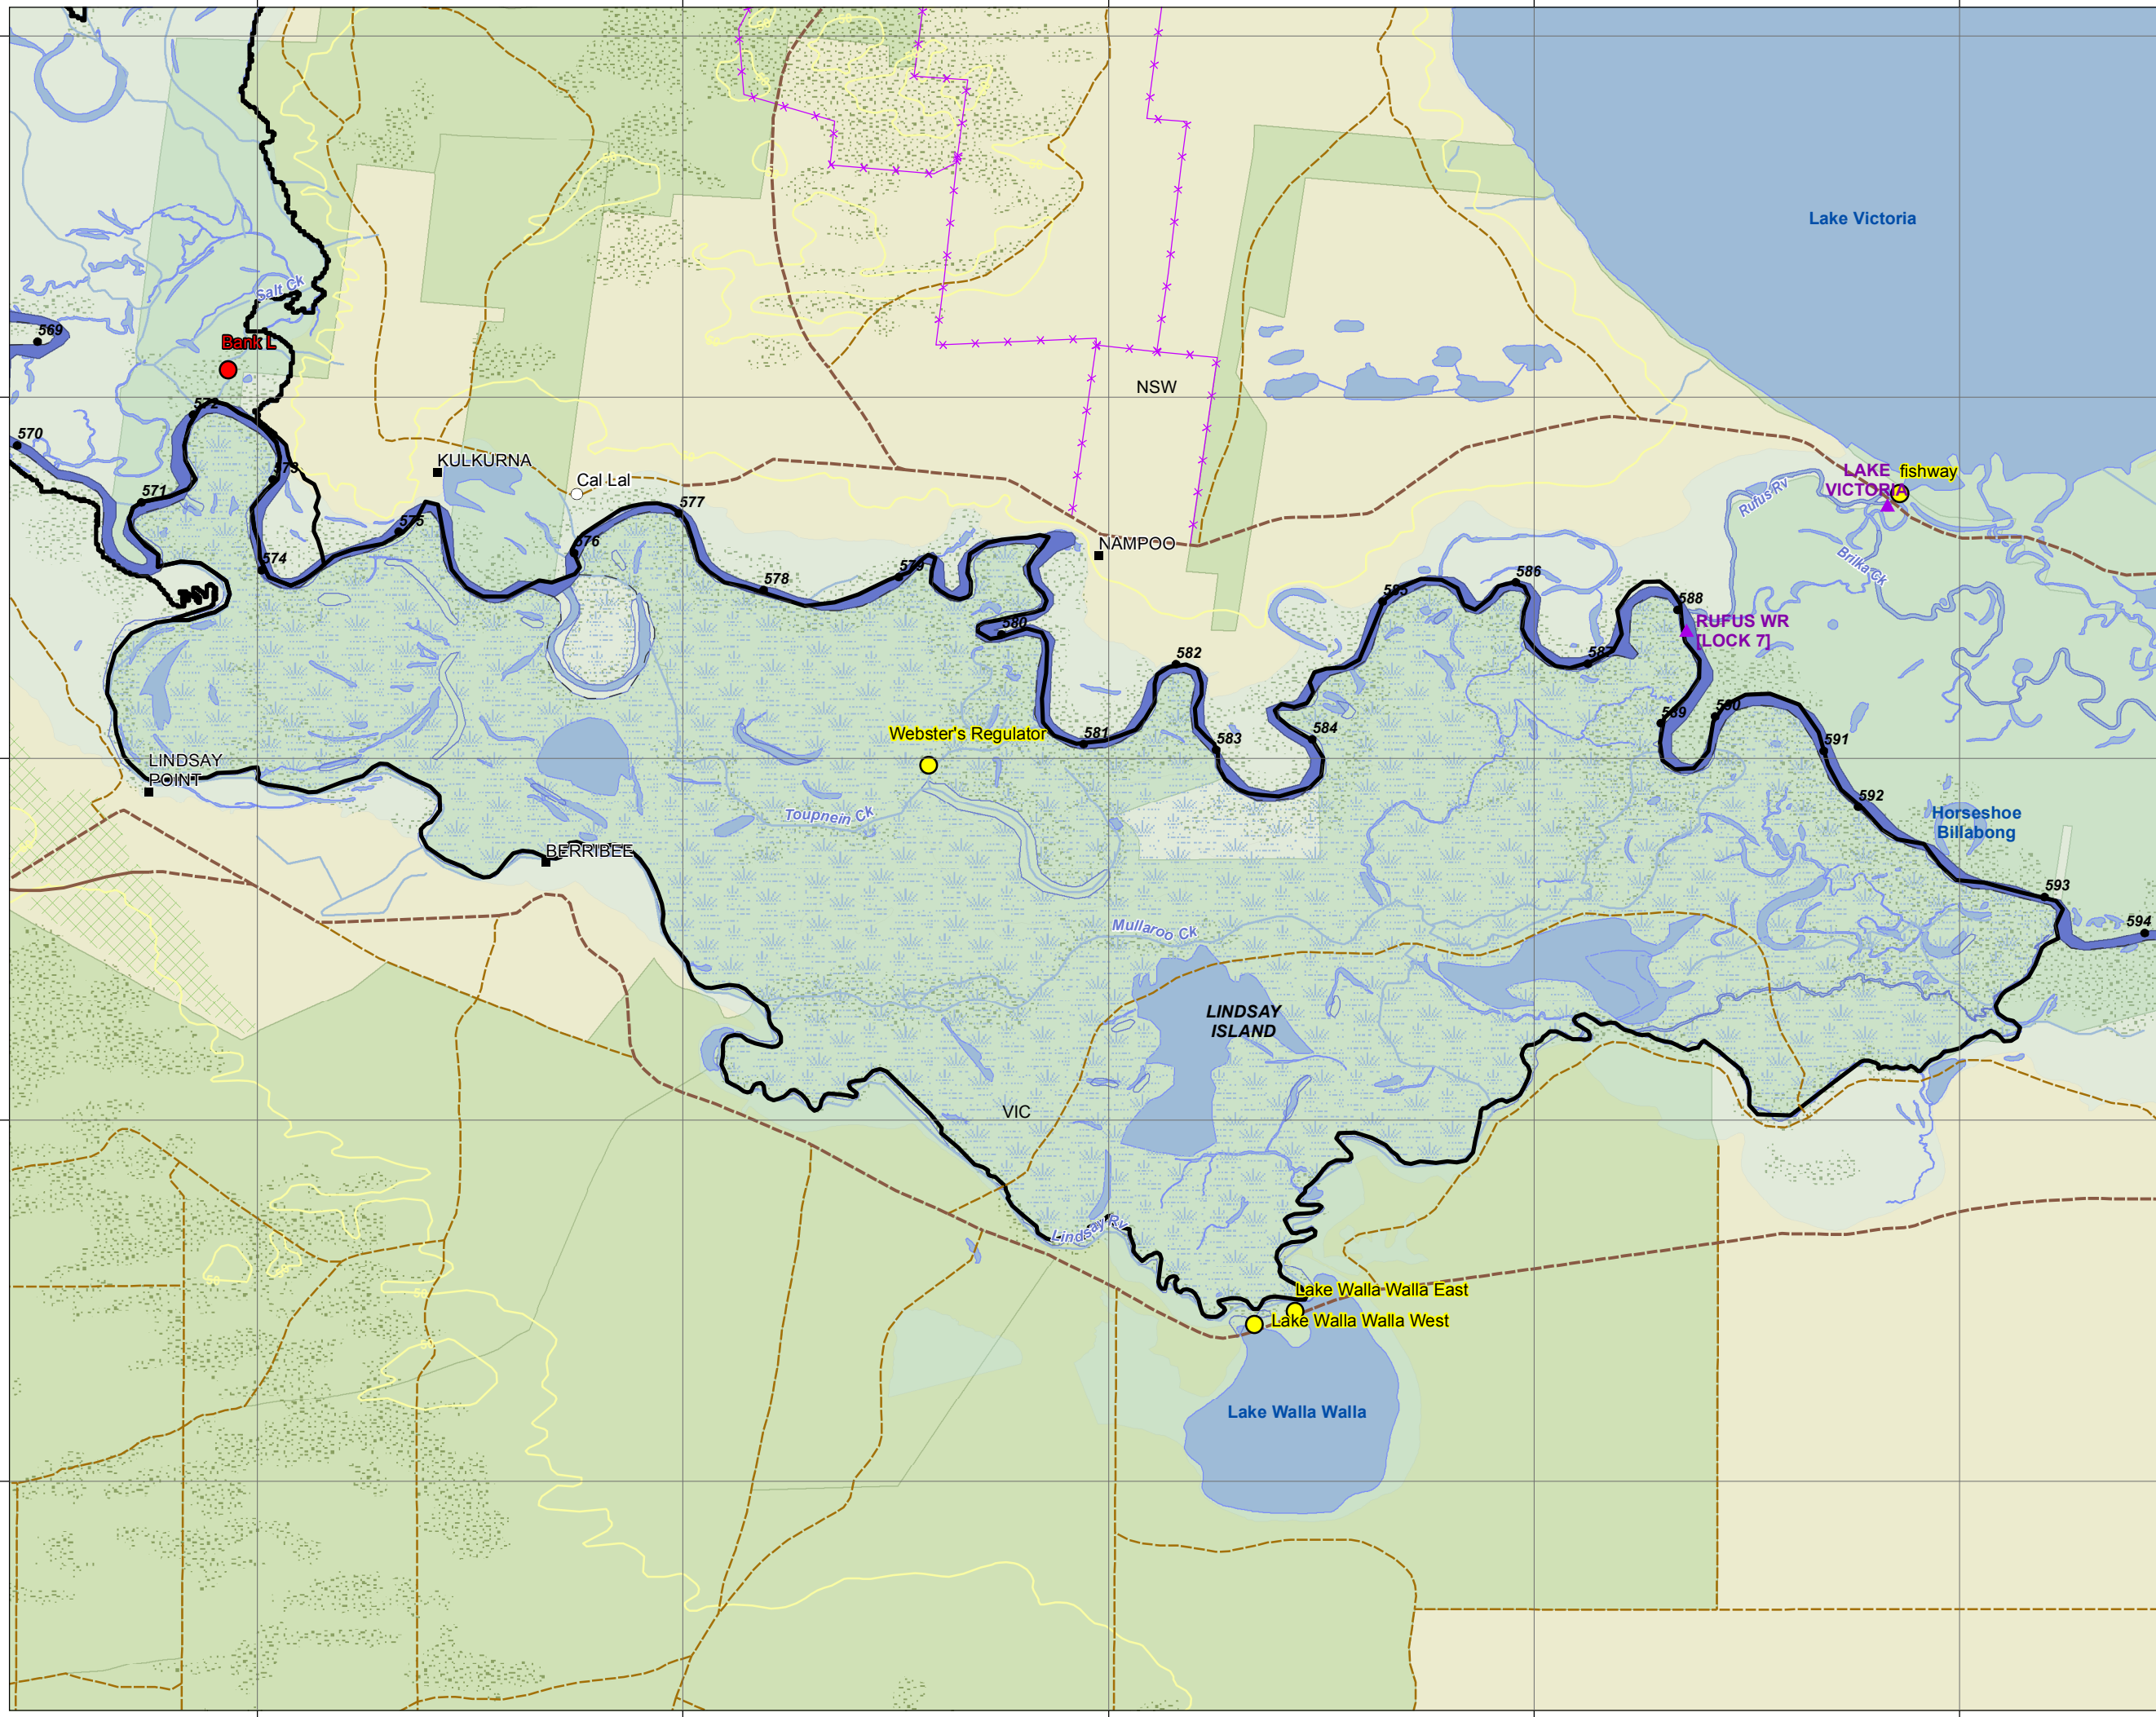 Lake Victoria
Salt Ck
569
Bank L
NSW
572
570
KULKURNA
573
LAKE
VICTORIA
fishway
Cal Lal
571
577
Rufus Rv
575
576
NAMPOO
574
579
Brilka Ck
578
586
585
588
580
RUFUS WR
[LOCK 7]
582
587
589
590
Webster's Regulator
581
584
583
591
LINDSAY
POINT
592
Toupnein Ck
Horseshoe
Billabong
BERRIBEE
593
594
Mullaroo Ck
LINDSAY
ISLAND
VIC
Lindsay Rv
Lake Walla Walla East
Lake Walla Walla West
Lake Walla Walla